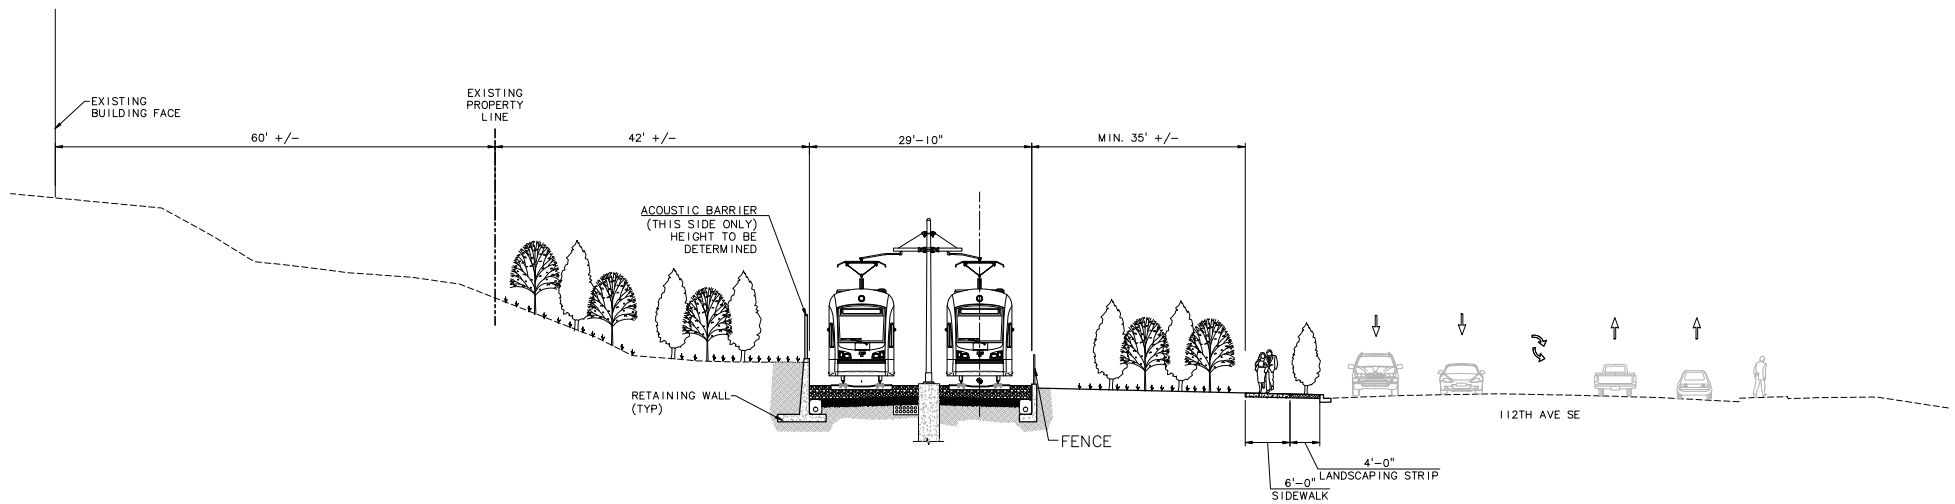 EXISTING
BUILDING FACE
EXISTING
PROPERTY
LINE
60' +/-
42' +/-
29'-10"
MIN. 35' +/-
ACOUSTIC BARRIER
(THIS SIDE ONLY)
HEIGHT TO BE
DETERMINED
RETAINING WALL
(TYP)
FENCE
112TH AVE SE
4'-0"
LANDSCAPING STRIP
6'-0"
SIDEWALK